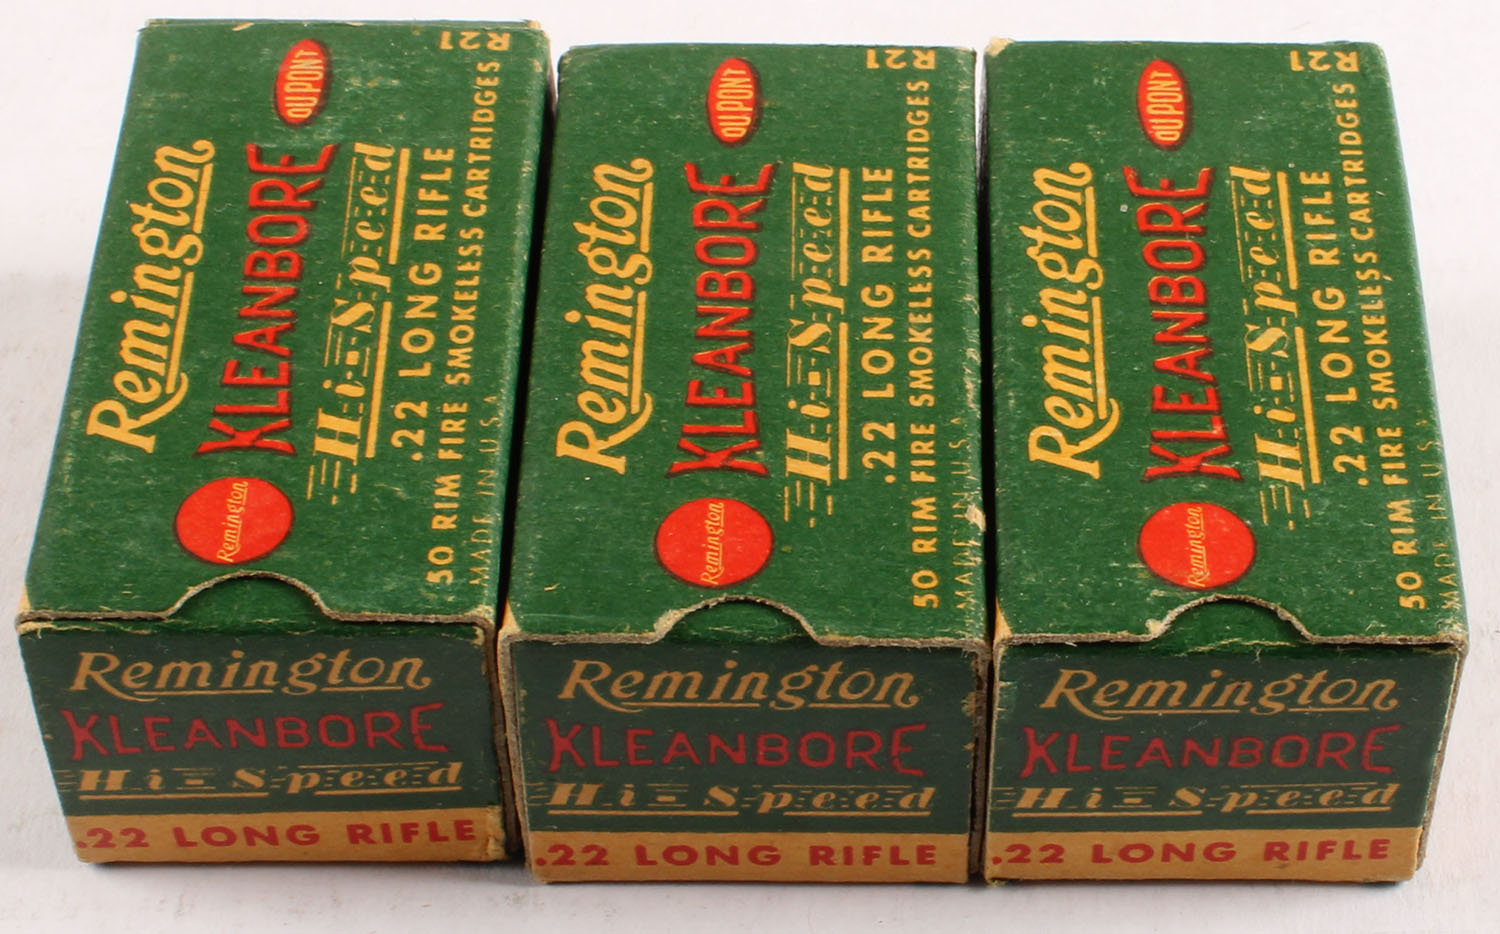 Remington
KLEANBORE
DUPONT
Hi-Speed
.22 LONG RIFLE
50 RIM FIRE SMOKELESS CARTRIDGES
R 21
MADE IN U.S.A.
Remington
Remington
KLEANBORE
Hi-Speed
.22 LONG RIFLE
Remington
KLEANBORE
DUPONT
Hi-Speed
.22 LONG RIFLE
50 RIM FIRE SMOKELESS CARTRIDGES
R 21
MADE IN U.S.A.
Remington
Remington
KLEANBORE
Hi-Speed
.22 LONG RIFLE
Remington
KLEANBORE
DUPONT
Hi-Speed
.22 LONG RIFLE
50 RIM FIRE SMOKELESS CARTRIDGES
R 21
MADE IN U.S.A.
Remington
Remington
KLEANBORE
Hi-Speed
.22 LONG RIFLE